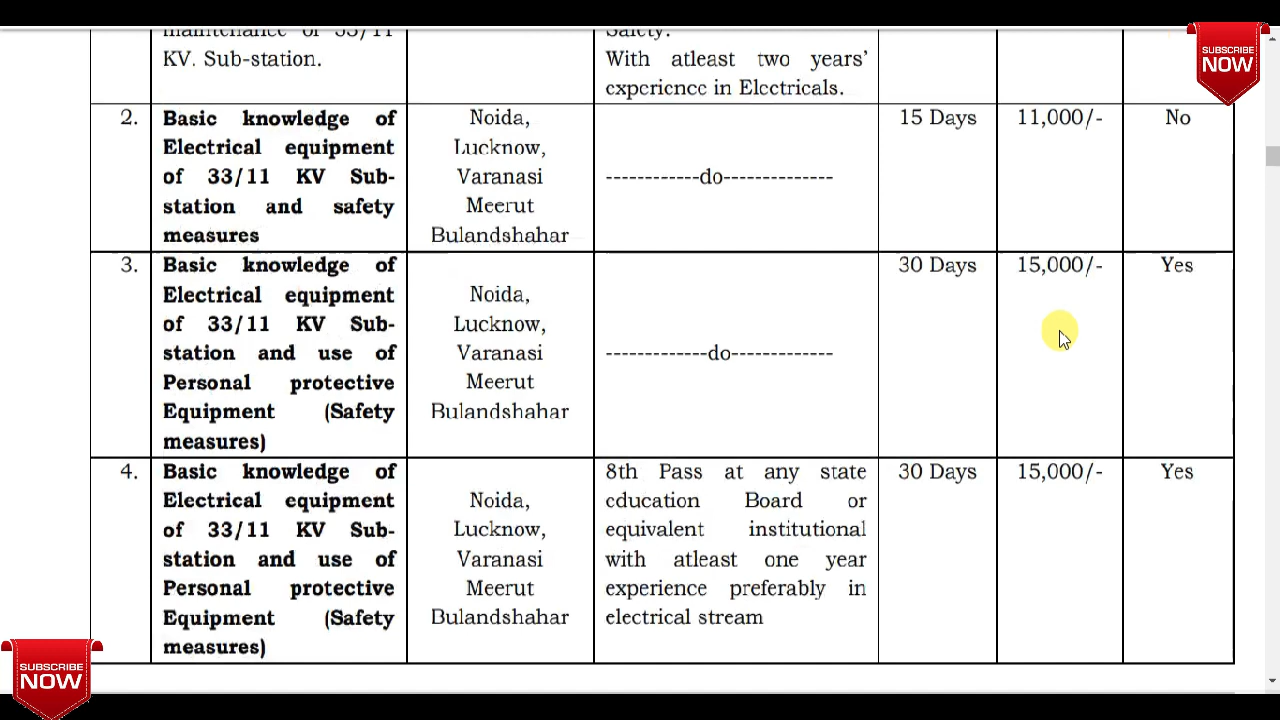 maintenance of 33/11
KV. Sub-station.
Safety.
With atleast two years'
experience in Electricals.
2.
Basic knowledge of
Electrical equipment
of 33/11 KV Sub-
station and safety
measures
Noida,
Lucknow,
Varanasi
Meerut
Bulandshahar
------------do--------------
15 Days
11,000/-
No
3.
Basic knowledge of
Electrical equipment
of 33/11 KV Sub-
station and use of
Personal protective
Equipment (Safety
measures)
Noida,
Lucknow,
Varanasi
Meerut
Bulandshahar
-------------do-------------
30 Days
15,000/-
Yes
4.
Basic knowledge of
Electrical equipment
of 33/11 KV Sub-
station and use of
Personal protective
Equipment (Safety
measures)
Noida,
Lucknow,
Varanasi
Meerut
Bulandshahar
8th Pass at any state
education Board or
equivalent institutional
with atleast one year
experience preferably in
electrical stream
30 Days
15,000/-
Yes
SUBSCRIBE
NOW
SUBSCRIBE
NOW